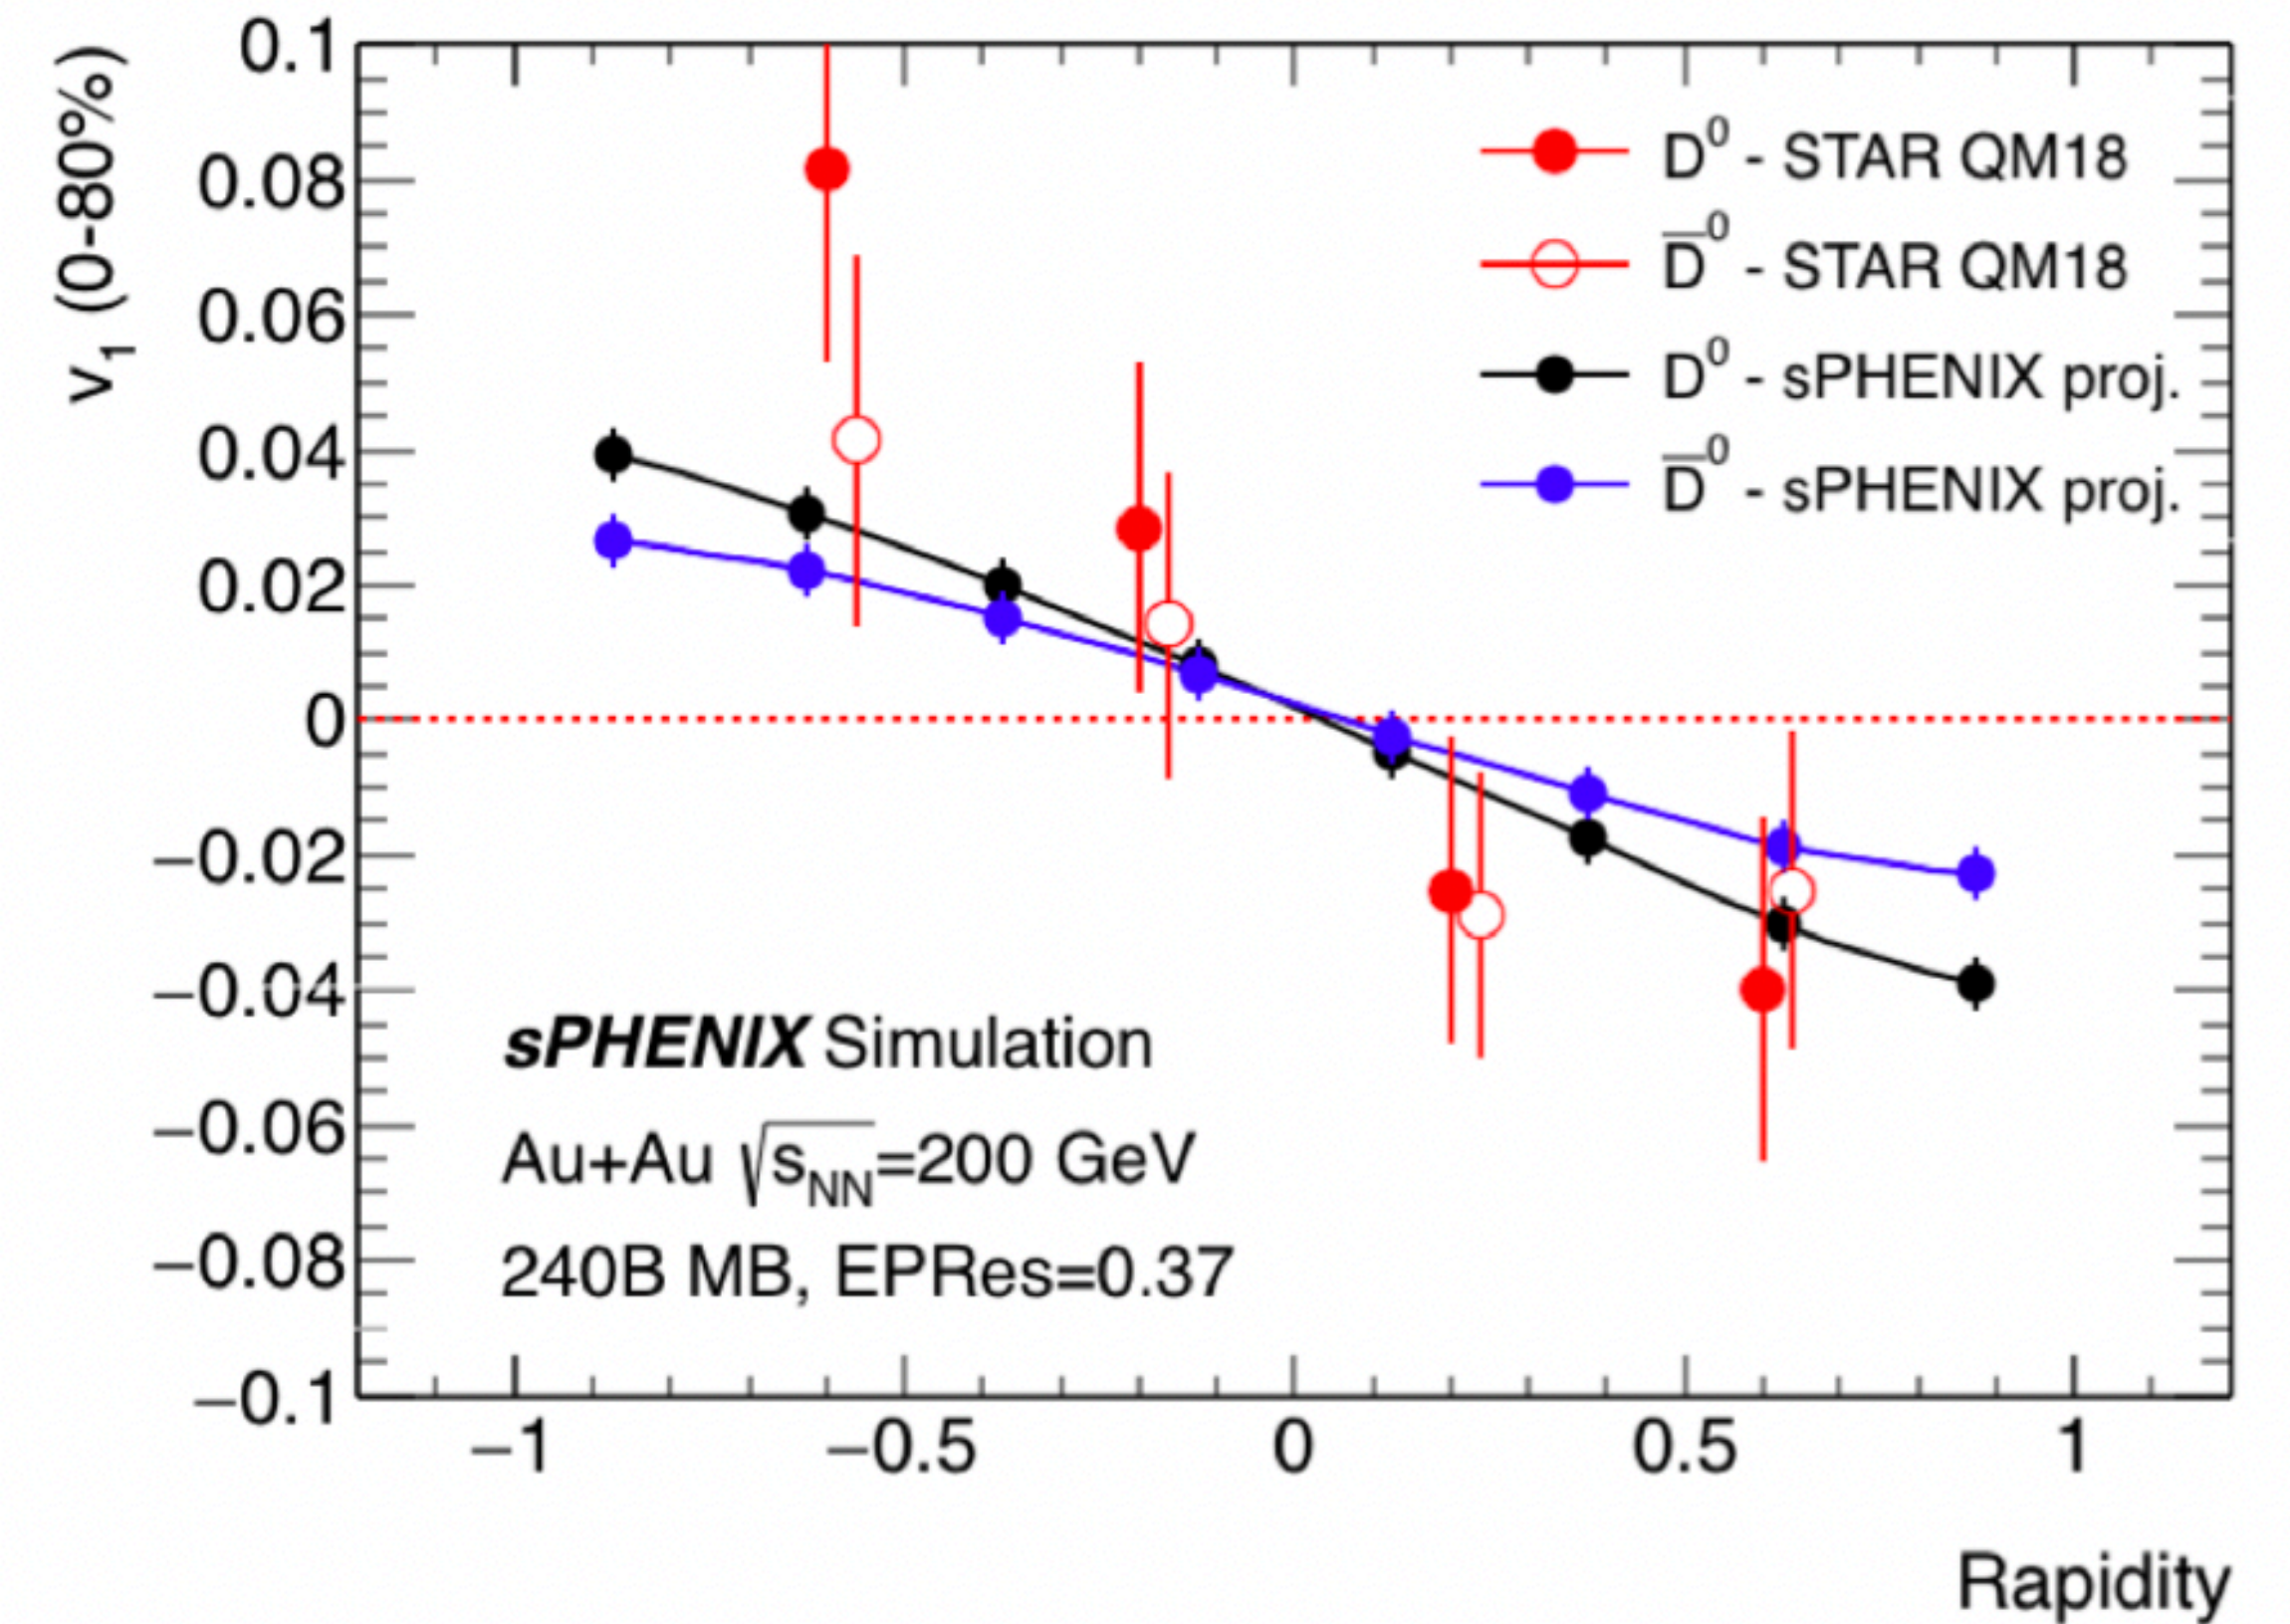 v₁ (0-80%)
0.1
0.08
0.06
0.04
0.02
0
−0.02
−0.04
−0.06
−0.08
−0.1
D⁰ - STAR QM18
D̅⁰ - STAR QM18
D⁰ - sPHENIX proj.
D̅⁰ - sPHENIX proj.
sPHENIX Simulation
Au+Au √sNN=200 GeV
240B MB, EPRes=0.37
−1 −0.5 0 0.5 1
Rapidity